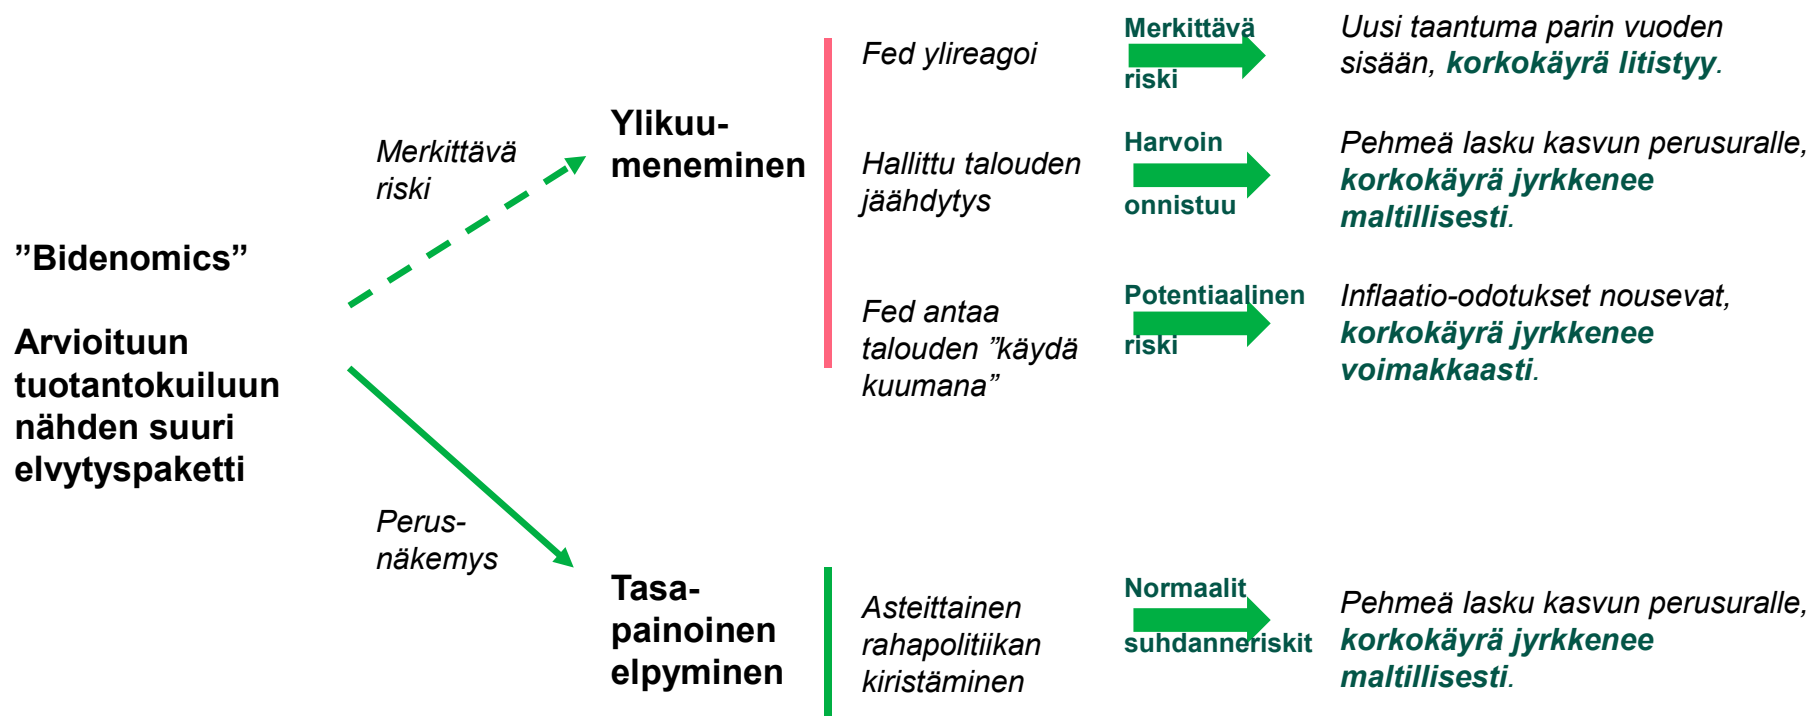 ”Bidenomics”
Arvioituun
tuotantokuiluun
nähden suuri
elvytyspaketti
Merkittävä
riski
Perus-
näkemys
Ylikuu-
meneminen
Fed ylireagoi
Merkittävä
riski
Uusi taantuma parin vuoden
sisään, korkokäyrä litistyy.
Hallittu talouden
jäähdytys
Harvoin
onnistuu
Pehmeä lasku kasvun perusuralle,
korkokäyrä jyrkkenee
maltillisesti.
Fed antaa
talouden ”käydä
kuumana”
Potentiaalinen
riski
Inflaatio-odotukset nousevat,
korkokäyrä jyrkkenee
voimakkaasti.
Tasa-
painoinen
elpyminen
Asteittainen
rahapolitiikan
kiristäminen
Normaalit
suhdanneriskit
Pehmeä lasku kasvun perusuralle,
korkokäyrä jyrkkenee
maltillisesti.